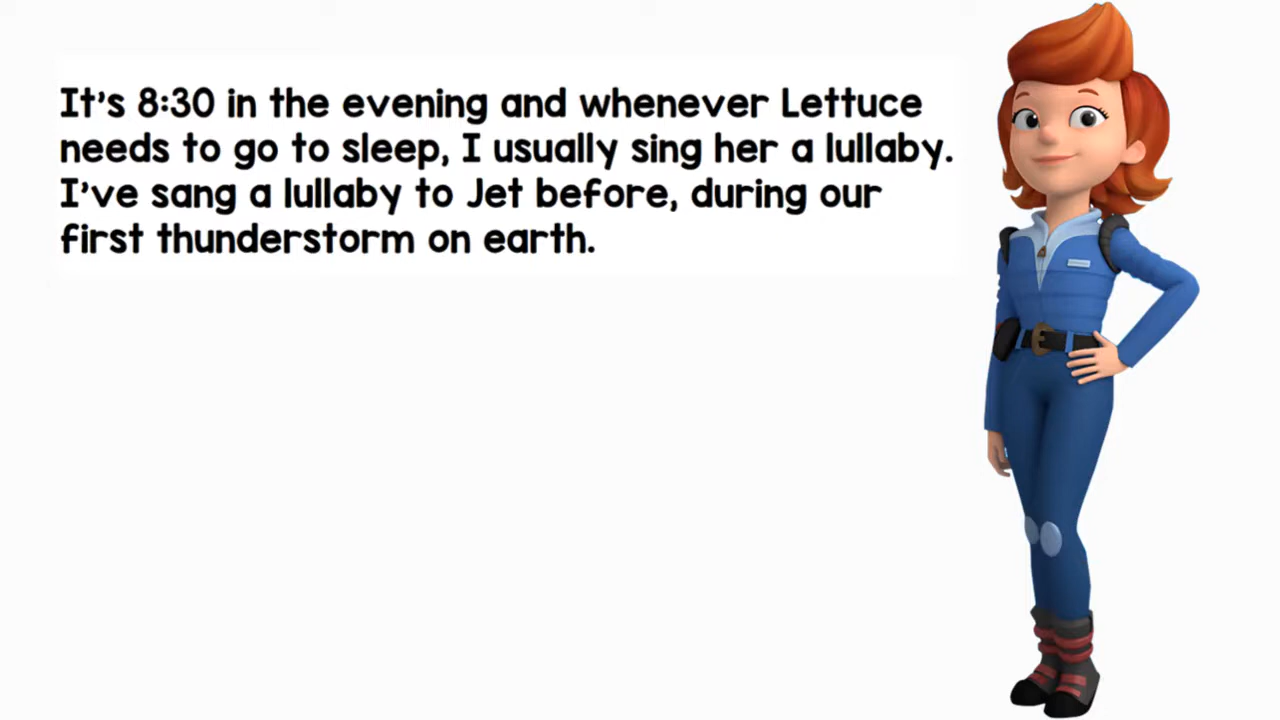 It's 8:30 in the evening and whenever Lettuce
needs to go to sleep, I usually sing her a lullaby.
I've sang a lullaby to Jet before, during our
first thunderstorm on earth.